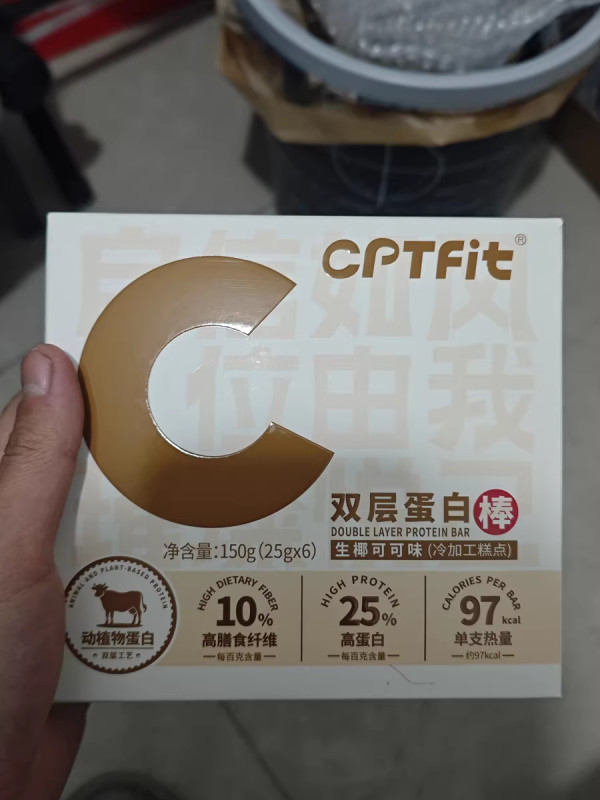 CPTFit®
双层蛋白棒
DOUBLE LAYER PROTEIN BAR
生椰可可味(冷加工糕点)
净含量:150g(25gx6)
ANIMAL AND PLANT-BASED PROTEIN
动植物蛋白
双层工艺
HIGH DIETARY FIBER
10%
高膳食纤维
每百克含量
HIGH PROTEIN
25%
高蛋白
每百克含量
CALORIES PER BAR
97kcal
单支热量
约97kcal